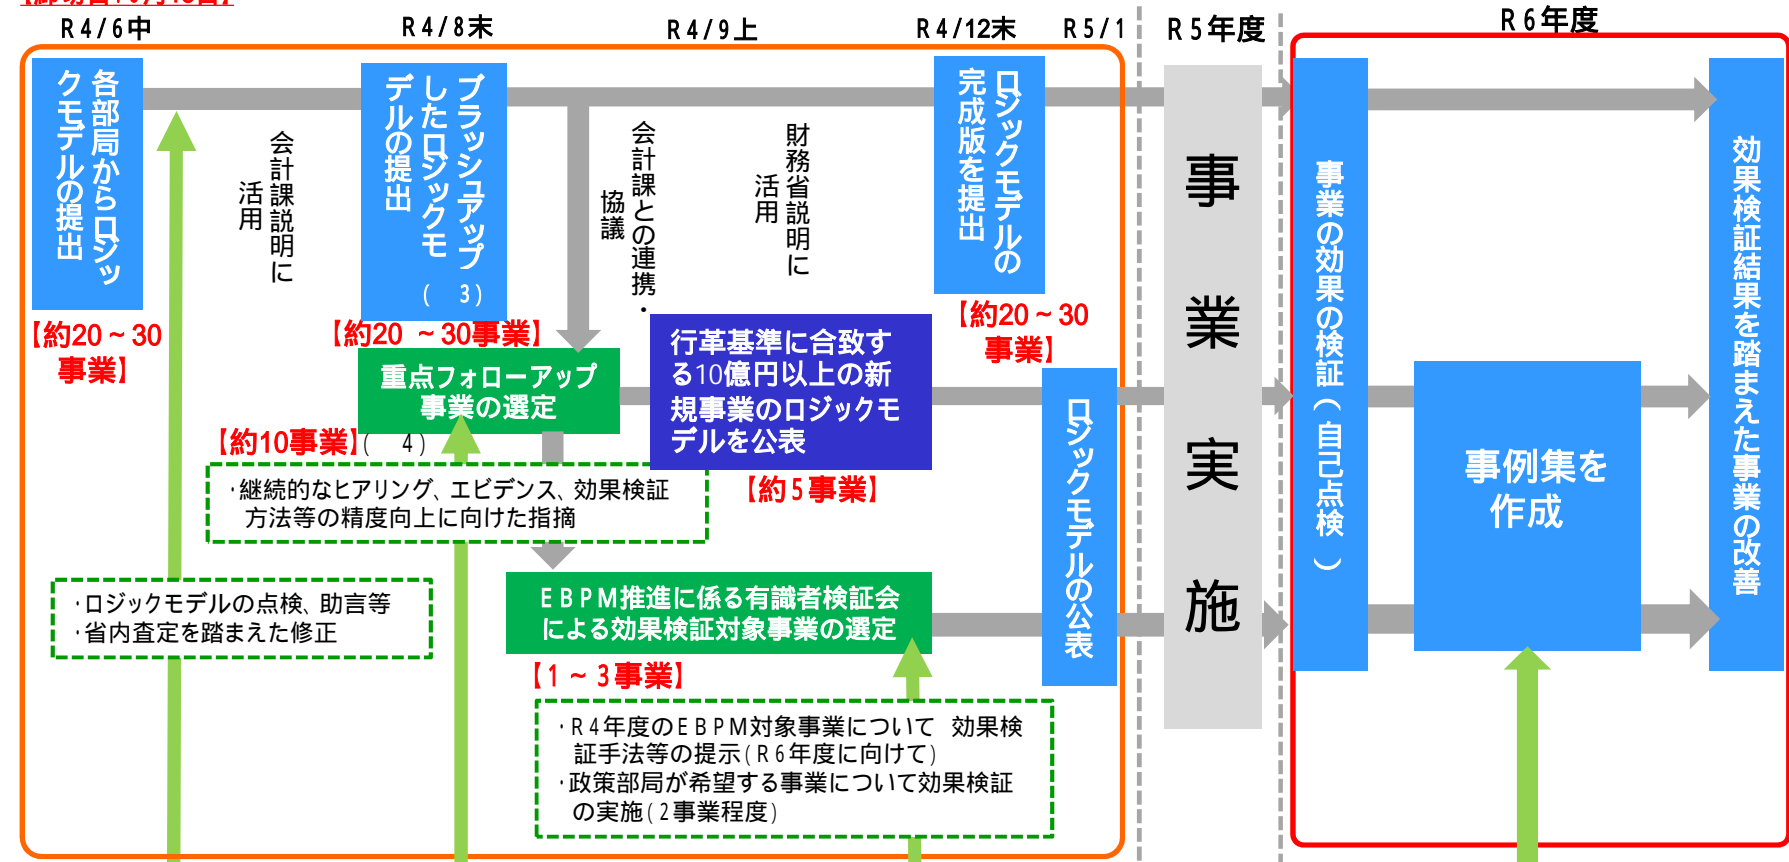 R4/6中
R4/8末
R4/9上
R4/12末
R5/1
R5年度
R6年度
各部局からロジッ
クモデルの提出
【約20～30
事業】
会計課説明に
活用
ブラッシュアップ
したロジックモ
デルの提出
( 3)
【約20 ～30事業】
会計課との連携・
協議
財務省説明に
活用
ロジックモデルの
完成版を提出
【約20～30
事業】
重点フォローアップ
事業の選定
【約10事業】( 4)
行革基準に合致す
る10億円以上の新
規事業のロジックモ
デルを公表
【約5事業】
・継続的なヒアリング、エビデンス、効果検証
方法等の精度向上に向けた指摘
・ロジックモデルの点検、助言等
・省内査定を踏まえた修正
EBPM推進に係る有識者検証会
による効果検証対象事業の選定
【1～3事業】
・R4年度のEBPM対象事業について 効果検
証手法等の提示(R6年度に向けて)
・政策部局が希望する事業について効果検証
の実施(2事業程度)
ロジックモデルの公表
事業実施
事業の効果の検証(自己点検)
事例集を
作成
効果検証結果を踏まえた事業の改善